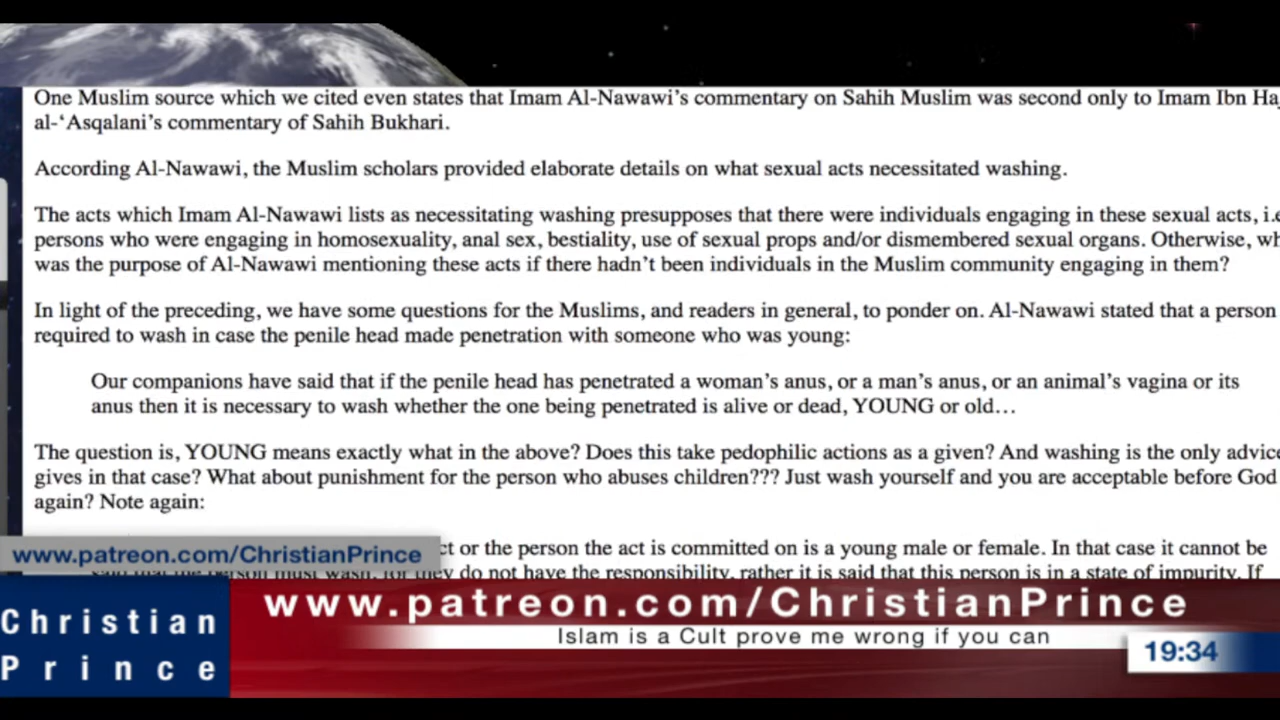 One Muslim source which we cited even states that Imam Al-Nawawi's commentary on Sahih Muslim was second only to Imam Ibn
al-‘Asqalani's commentary of Sahih Bukhari.
According Al-Nawawi, the Muslim scholars provided elaborate details on what sexual acts necessitated washing.
The acts which Imam Al-Nawawi lists as necessitating washing presupposes that there were individuals engaging in these sexual acts,
persons who were engaging in homosexuality, anal sex, bestiality, use of sexual props and/or dismembered sexual organs. Otherwise,
was the purpose of Al-Nawawi mentioning these acts if there hadn't been individuals in the Muslim community engaging in them?
In light of the preceding, we have some questions for the Muslims, and readers in general, to ponder on. Al-Nawawi stated that a person
required to wash in case the penile head made penetration with someone who was young:
Our companions have said that if the penile head has penetrated a woman's anus, or a man's anus, or an animal's vagina or its
anus then it is necessary to wash whether the one being penetrated is alive or dead, YOUNG or old…
The question is, YOUNG means exactly what in the above? Does this take pedophilic actions as a given? And washing is the only
gives in that case? What about punishment for the person who abuses children??? Just wash yourself and you are acceptable before God
again? Note again:
or the person the act is committed on is a young male or female. In that case it cannot be
said that the person must wash, for they do not have the responsibility, rather it is said that this person is in a state of impurity. If
www.patreon.com/ChristianPrince
www.patreon.com/ChristianPrince
Islam is a Cult prove me wrong if you can
Christian
Prince
19:34